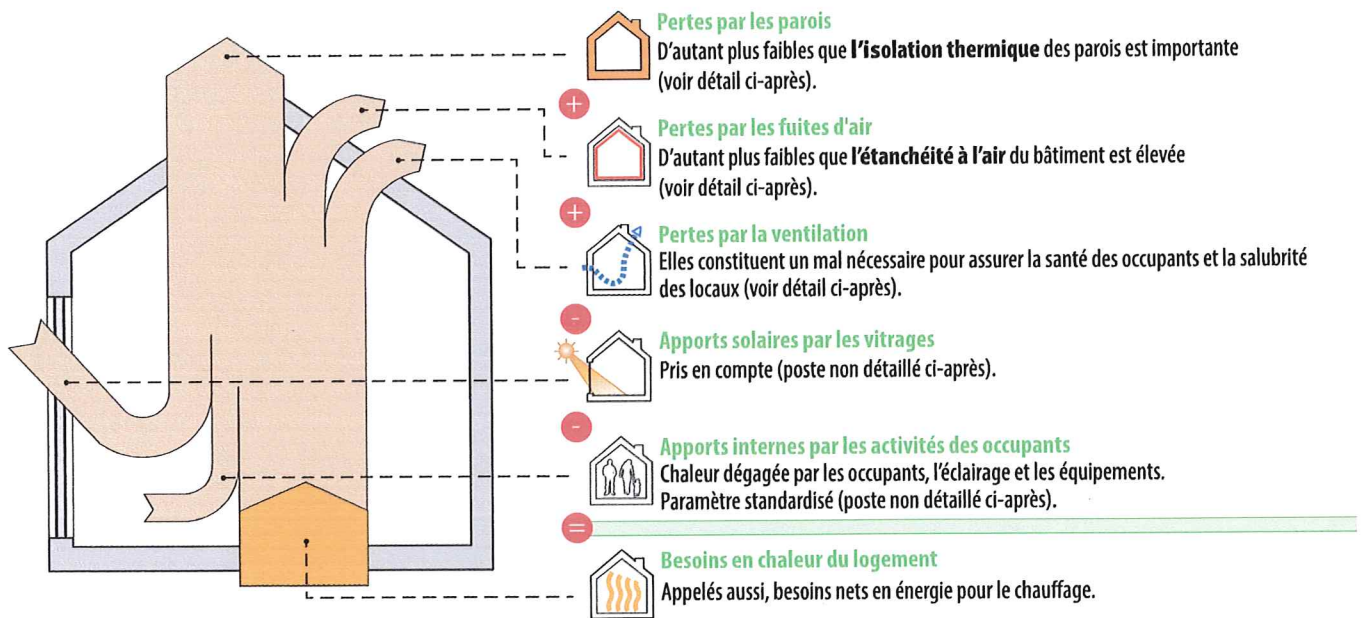 Pertes par les parois
D'autant plus faibles que l'isolation thermique des parois est importante
(voir détail ci-après).
+
Pertes par les fuites d'air
D'autant plus faibles que l'étanchéité à l'air du bâtiment est élevée
(voir détail ci-après).
+
Pertes par la ventilation
Elles constituent un mal nécessaire pour assurer la santé des occupants et la salubrité
des locaux (voir détail ci-après).
-
Apports solaires par les vitrages
Pris en compte (poste non détaillé ci-après).
-
Apports internes par les activités des occupants
Chaleur dégagée par les occupants, l'éclairage et les équipements.
Paramètre standardisé (poste non détaillé ci-après).
=
Besoins en chaleur du logement
Appelés aussi, besoins nets en énergie pour le chauffage.